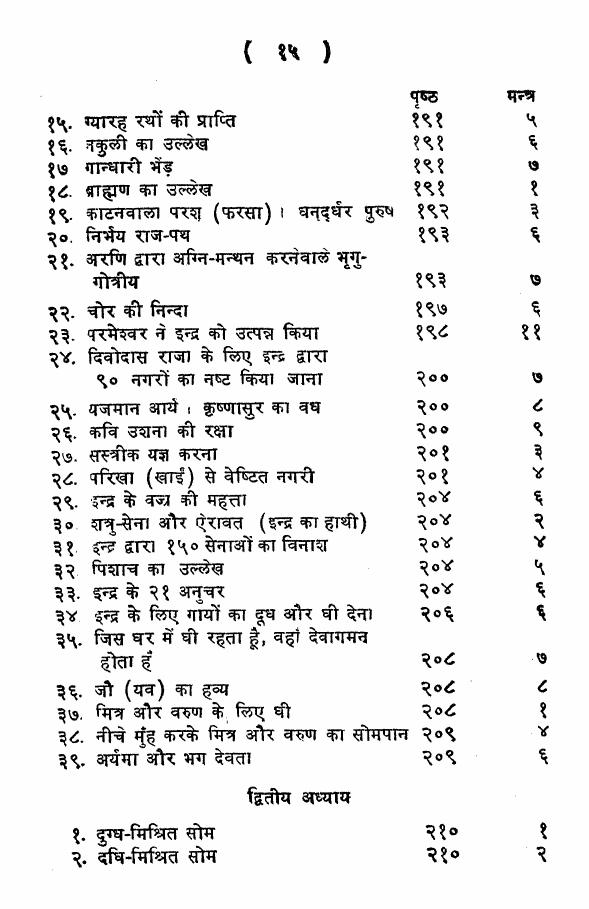 ( १५ )
पृष्ठ मन्त्र
१५. ग्यारह रथों की प्राप्ति १९१ ५
१६. नकुली का उल्लेख १९१ ६
१७ गान्धारी भेंड़ १९१ ७
१८. ब्राह्मण का उल्लेख १९१ १
१९. काटनवाला परश (फरसा) । धनर्द्धर पुरुष १९२ ३
२०. निर्भय राज-पथ १९३ ६
२१. अरणि द्वारा अग्नि-मन्थन करनेवाले भृगु-
गोत्रीय १९३ ७
२२. चोर की निन्दा १९७ ६
२३. परमेश्वर ने इन्द्र को उत्पन्न किया १९८ ११
२४. दिवोदास राजा के लिए इन्द्र द्वारा
९० नगरों का नष्ट किया जाना २०० ७
२५. यजमान आर्य । कृष्णासुर का वध २०० ८
२६. कवि उशना की रक्षा २०० ९
२७. सस्त्रीक यज्ञ करना २०१ ३
२८. परिखा (खाईं) से वेष्टित नगरी २०१ ४
२९. इन्द्र के वज्र की महत्ता २०४ ६
३०. शत्रु-सेना और ऐरावत (इन्द्र का हाथी) २०४ २
३१. इन्द्र द्वारा १५० सेनाओं का विनाश २०४ ४
३२. पिशाच का उल्लेख २०४ ५
३३. इन्द्र के २१ अनुचर २०४ ६
३४. इन्द्र के लिए गायों का दूध और घी देना २०६ ६
३५. जिस घर में घी रहता है, वहां देवागमन
होता है २०८ ७
३६. जौ (यव) का हव्य २०८ ८
३७. मित्र और वरुण के लिए घी २०८ १
३८. नीचे मुंह करके मित्र और वरुण का सोमपान २०९ ४
३९. अर्यमा और भग देवता २०९ ६
द्वितीय अध्याय
१. दुग्ध-मिश्रित सोम २१० १
२. दधि-मिश्रित सोम २१० २